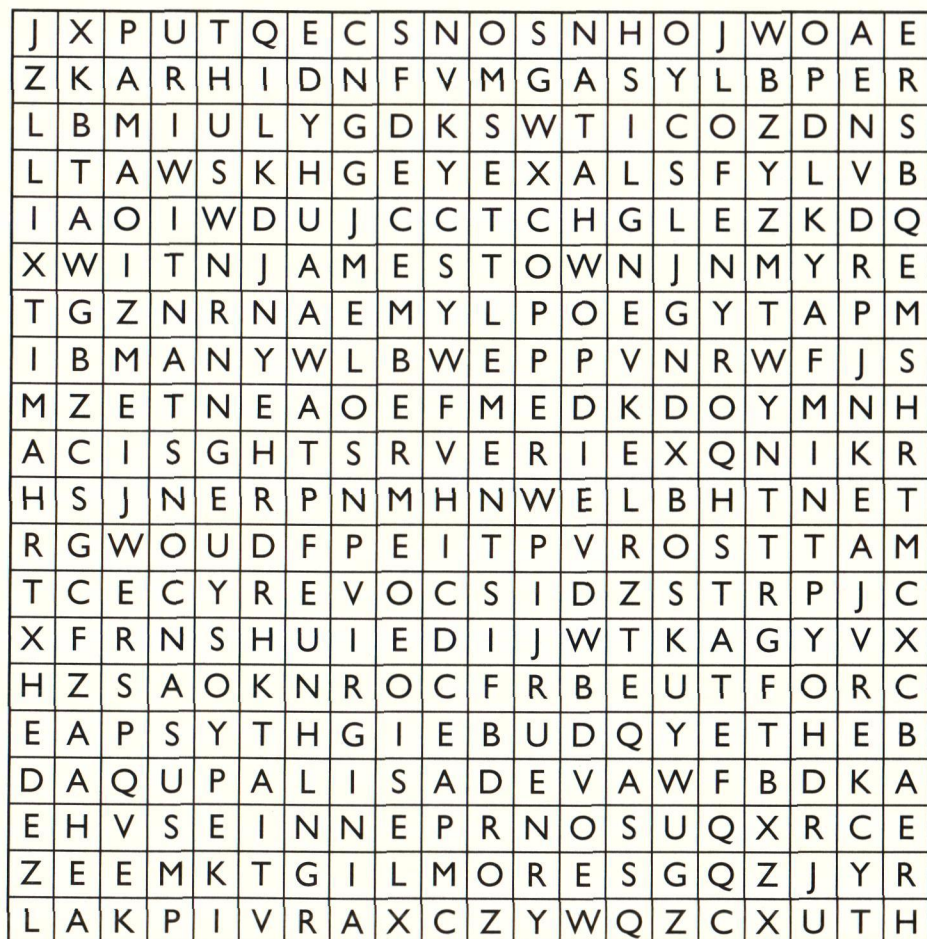 J X P U T Q E C S N O S N H O J W O A E
Z K A R H I D N F V M G A S Y L B P E R
L B M I U L Y G D K S W T I C O Z D N S
L T A W S K H G E Y E X A L S F Y L V B
I A O I W D U J C C T C H G L E Z K D Q
X W I T N J A M E S T O W N J N M Y R E
T G Z N R N A E M Y L P O E G Y T A P M
I B M A N Y W L B W E P P V N R W F J S
M Z E T N E A O E F M E D K D O Y M N H
A C I S G H T S R V E R I E X Q N I K R
H S J N E R P N M H N W E L B H T N E T
R G W O U D F P E I T P V R O S T T A M
T C E C Y R E V O C S I D Z S T R P J C
X F R N S H U I E D I J W T K A G Y V X
H Z S A O K N R O C F R B E U T F O R C
E A P S Y T H G I E B U D Q Y E T H E B
D A Q U P A L I S A D E V A W F B D K A
E H V S E I N N E P R N O S U Q X R C E
Z E E M K T G I L M O R E S G Q Z J Y R
L A K P I V R A X C Z Y W Q Z C X U T H